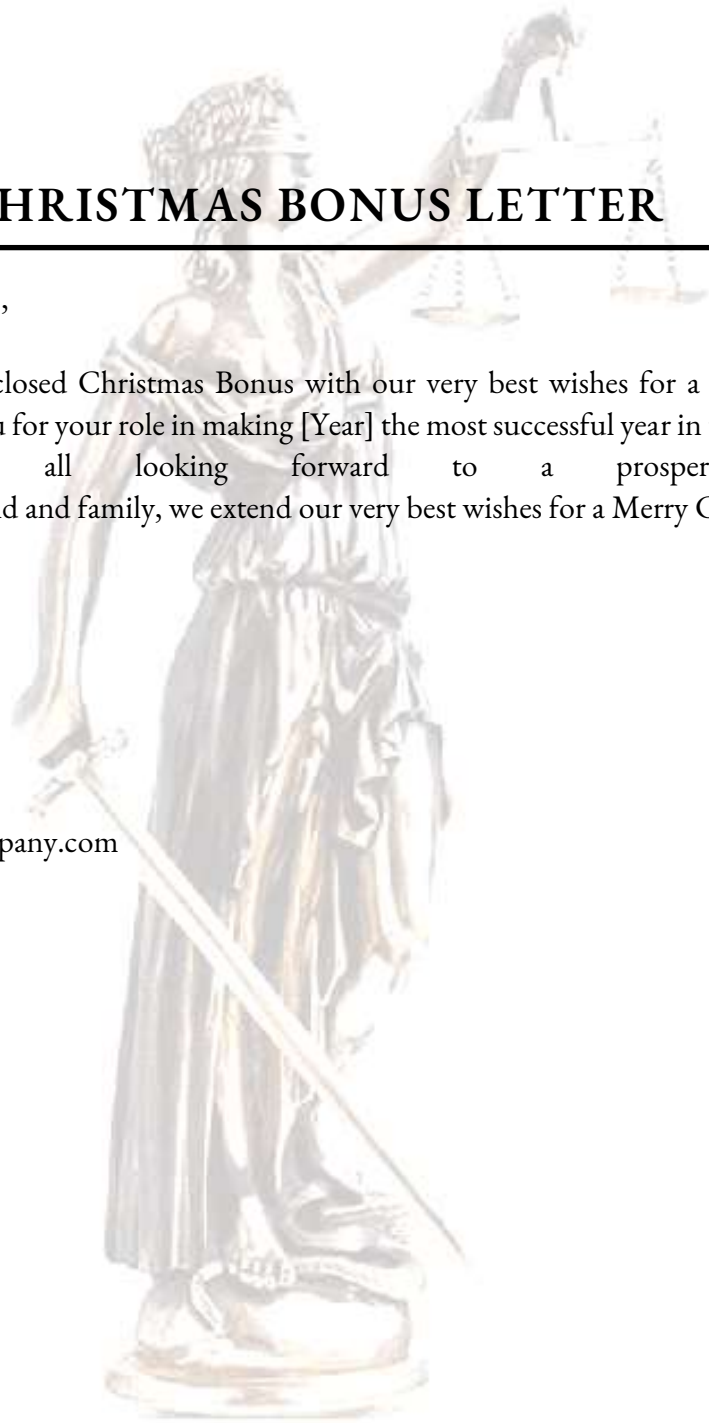 HRISTMAS BONUS LETTER
,
closed Christmas Bonus with our very best wishes for a
u for your role in making [Year] the most successful year in
all looking forward to a prosper
d and family, we extend our very best wishes for a Merry C
pany.com